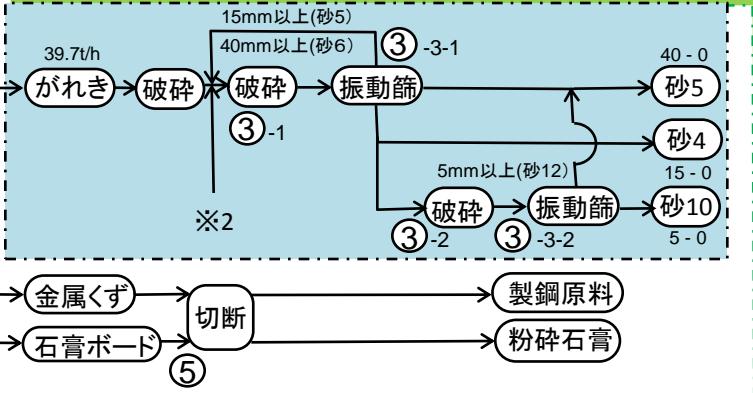 15mm以上(砂5)
40mm以上(砂6)
③-3-1
39.7t/h
40 - 0
がれき
破砕
破砕
振動篩
砂5
③-1
砂4
5mm以上(砂12)
15 - 0
※2
破砕
振動篩
砂10
③-2
③-3-2
5 - 0
金属くず
切断
製鋼原料
石膏ボード
粉砕石膏
⑤